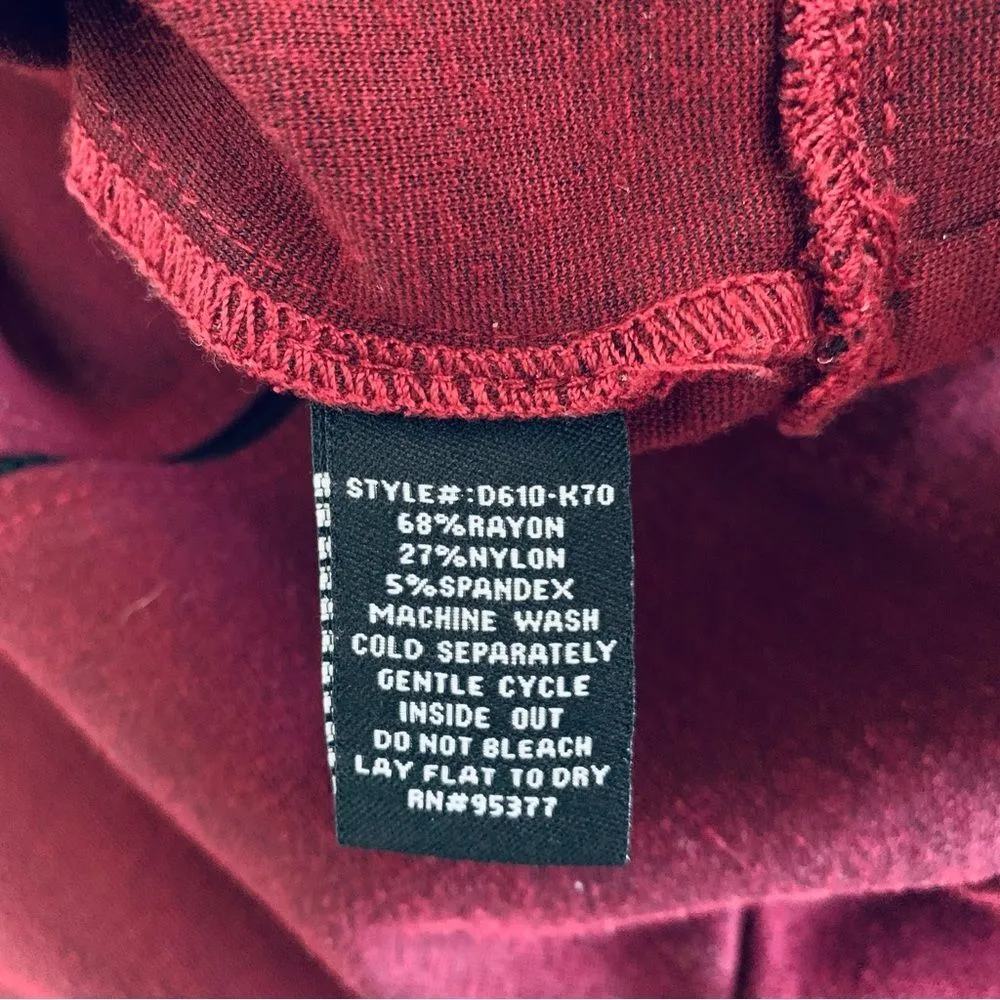 STYLE#:D610-K70
68%RAYON
27%NYLON
5%SPANDEX
MACHINE WASH
COLD SEPARATELY
GENTLE CYCLE
INSIDE OUT
DO NOT BLEACH
LAY FLAT TO DRY
RN#95377